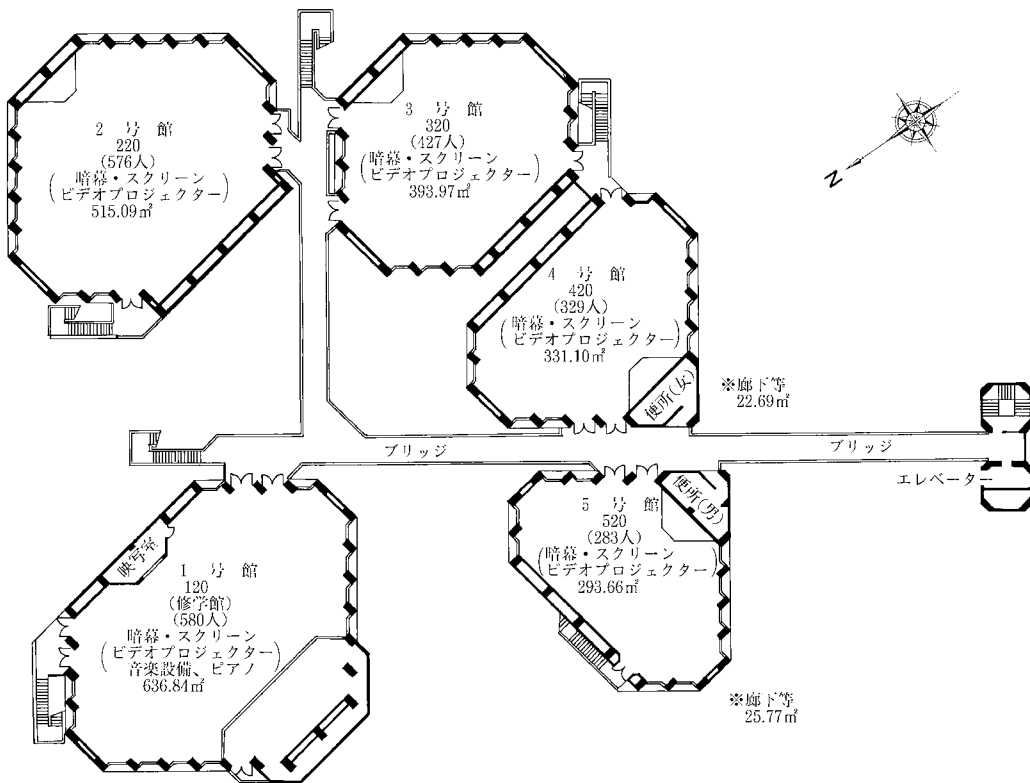 2 号 館
220
(576人)
(暗幕・スクリーン
ビデオプロジェクター)
515.09㎡
3 号 館
320
(427人)
(暗幕・スクリーン
ビデオプロジェクター)
393.97㎡
N
4 号 館
420
(329人)
(暗幕・スクリーン
ビデオプロジェクター)
331.10㎡
便所(女)
※廊下等
22.69㎡
ブリッジ
ブリッジ
エレベーター
映写室
1 号 館
120
(修学館)
(580人)
(暗幕・スクリーン
ビデオプロジェクター
音楽設備、ピアノ)
636.84㎡
便所(男)
5 号 館
520
(283人)
(暗幕・スクリーン
ビデオプロジェクター)
293.66㎡
※廊下等
25.77㎡